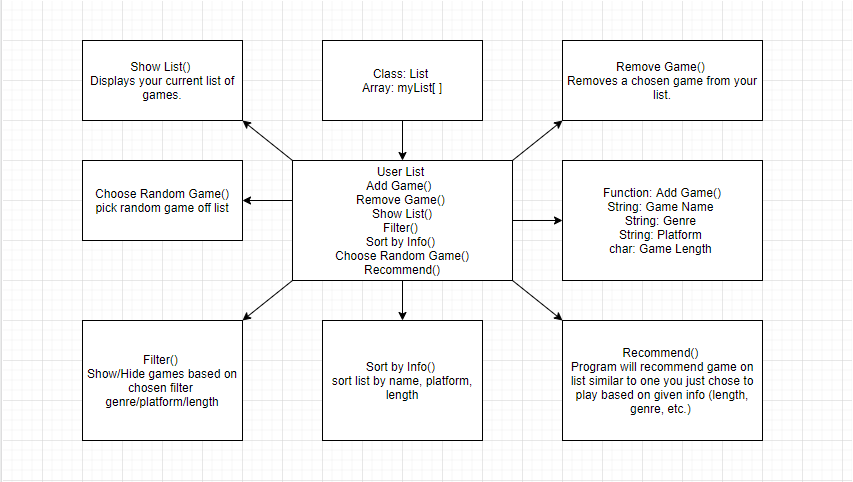 Show List()
Displays your current list of
games.
Class: List
Array: myList[ ]
Remove Game()
Removes a chosen game from your
list.
Choose Random Game()
pick random game off list
User List
Add Game()
Remove Game()
Show List()
Filter()
Sort by Info()
Choose Random Game()
Recommend()
Function: Add Game()
String: Game Name
String: Genre
String: Platform
char: Game Length
Filter()
Show/Hide games based on
chosen filter
genre/platform/length
Sort by Info()
sort list by name, platform,
length
Recommend()
Program will recommend game on
list similar to one you just chose to
play based on given info (length,
genre, etc.)